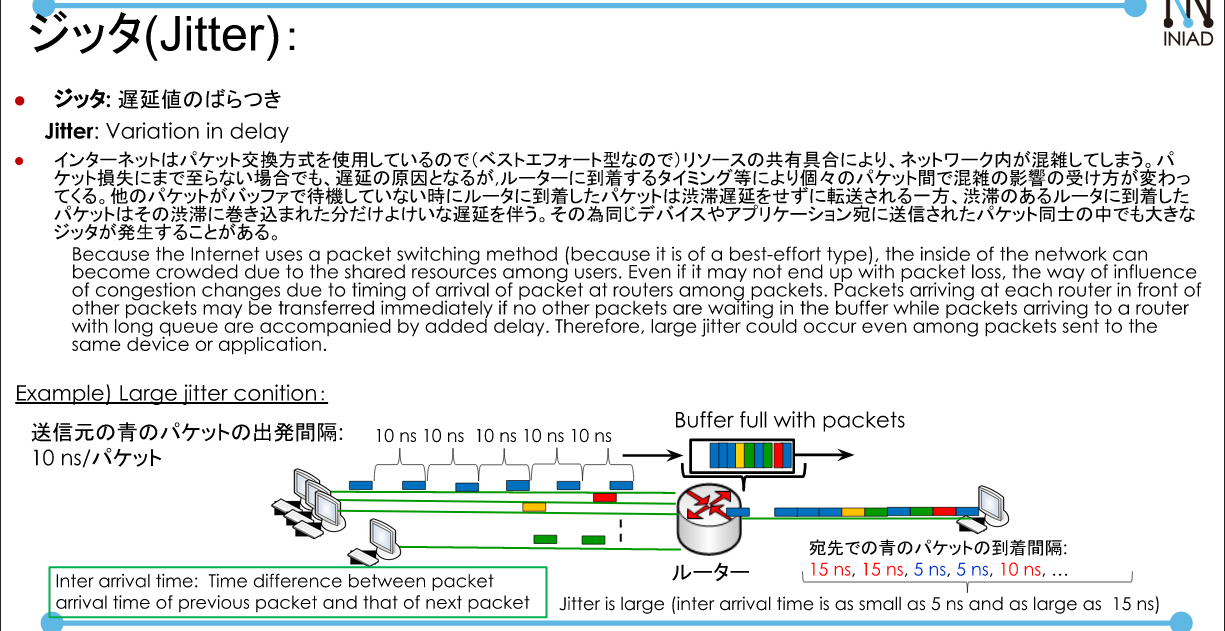 ジッタ(Jitter):
INIAD
• ジッタ: 遅延値のばらつき
Jitter: Variation in delay
• インターネットはパケット交換方式を使用しているので(ベストエフォート型なので)リソースの共有具合により、ネットワーク内が混雑してしまう。パ
ケット損失にまで至らない場合でも、遅延の原因となるが,ルーターに到着するタイミング等により個々のパケット間で混雑の影響の受け方が変わっ
てくる。他のパケットがバッファで待機していない時にルータに到着したパケットは渋滞遅延をせずに転送される一方、渋滞のあるルータに到着した
パケットはその渋滞に巻き込まれた分だけよけいな遅延を伴う。その為同じデバイスやアプリケーション宛に送信されたパケット同士の中でも大きな
ジッタが発生することがある。
Because the Internet uses a packet switching method (because it is of a best-effort type), the inside of the network can
become crowded due to the shared resources among users. Even if it may not end up with packet loss, the way of influence
of congestion changes due to timing of arrival of packet at routers among packets. Packets arriving at each router in front of
other packets may be transferred immediately if no other packets are waiting in the buffer while packets arriving to a router
with long queue are accompanied by added delay. Therefore, large jitter could occur even among packets sent to the
same device or application.
Example) Large jitter conition:
送信元の青のパケットの出発間隔:
10 ns/パケット
10 ns 10 ns 10 ns 10 ns 10 ns
Buffer full with packets
ルーター
宛先での青のパケットの到着間隔:
15 ns, 15 ns, 5 ns, 5 ns, 10 ns, …
Inter arrival time: Time difference between packet
arrival time of previous packet and that of next packet
Jitter is large (inter arrival time is as small as 5 ns and as large as 15 ns)